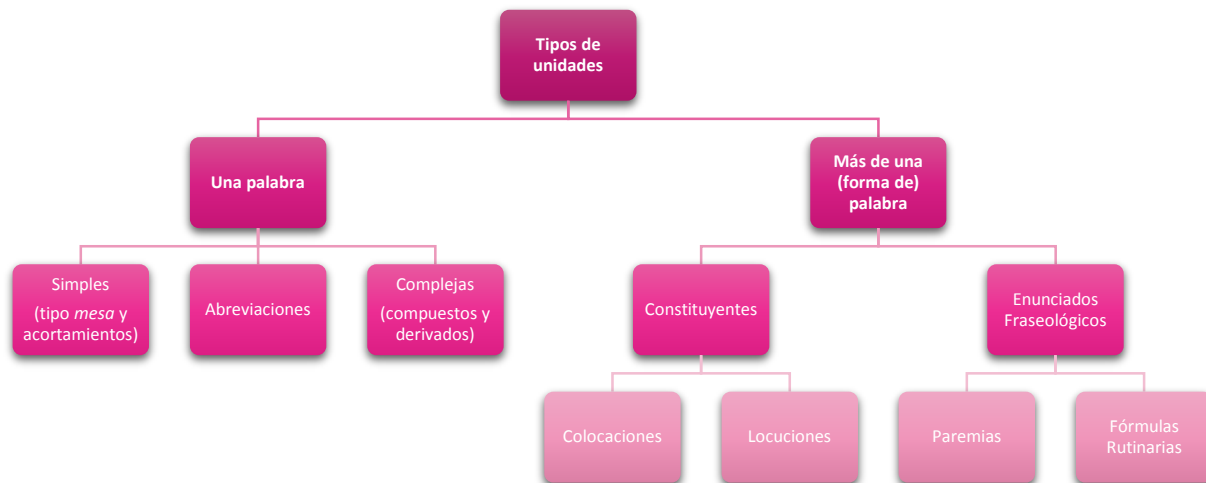 Tipos de
unidades
Una palabra
Más de una
(forma de)
palabra
Simples
(tipo mesa y
acortamientos)
Abreviaciones
Complejas
(compuestos y
derivados)
Constituyentes
Enunciados
Fraseológicos
Colocaciones
Locuciones
Paremias
Fórmulas
Rutinarias